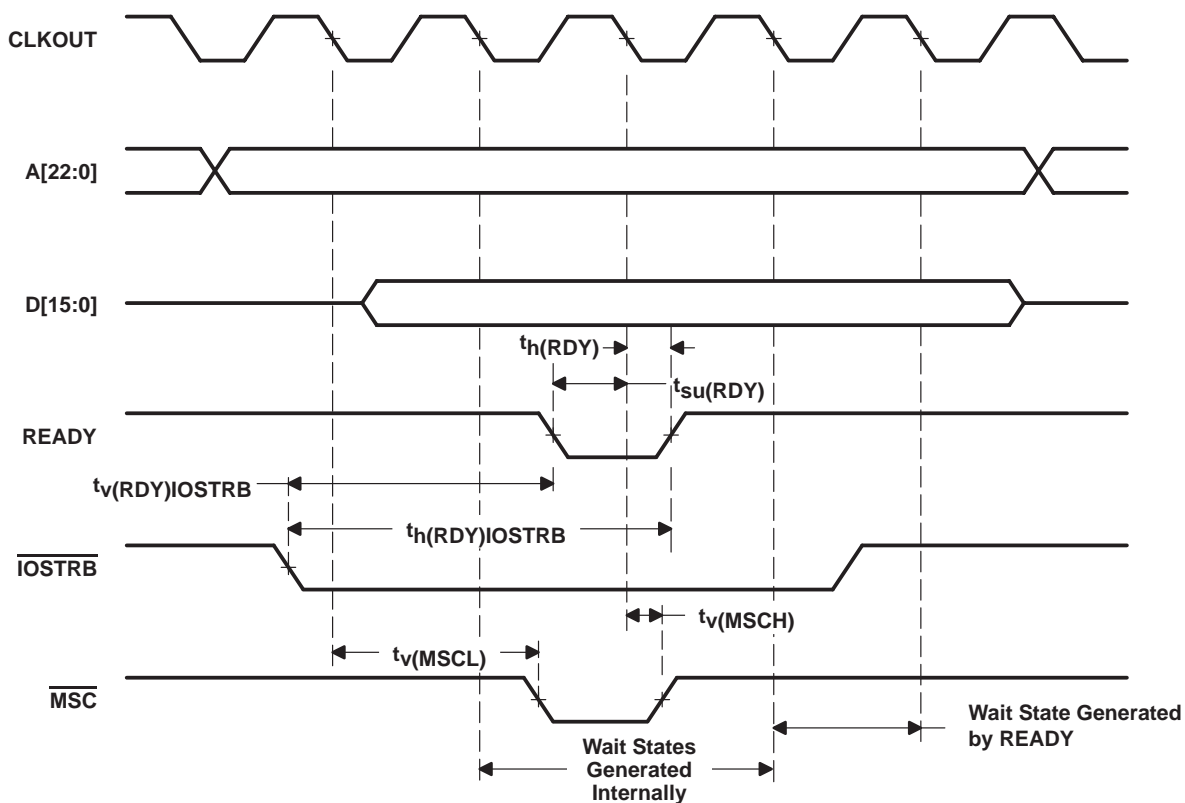 CLKOUT
A[22:0]
D[15:0]
th(RDY)
tsu(RDY)
READY
tv(RDY)IOSTRB
th(RDY)IOSTRB
IOSTRB
tv(MSCH)
tv(MSCL)
MSC
Wait State Generated
by READY
Wait States
Generated
Internally